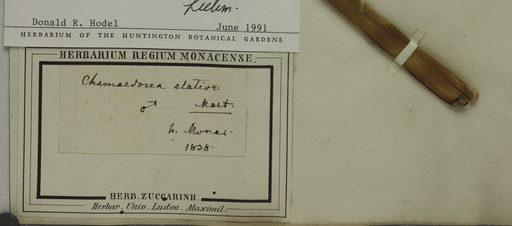 Donald R. Hodel June 1991
HERBARIUM OF THE HUNTINGTON BOTANICAL GARDENS
HERBARIUM REGIUM MONACENSE.
Chamaedorea elatior
♂ Mart.
h. Monac.
1838.
HERB. ZUCCARINII.
Herbar. Univ. Ludov. Maximil.